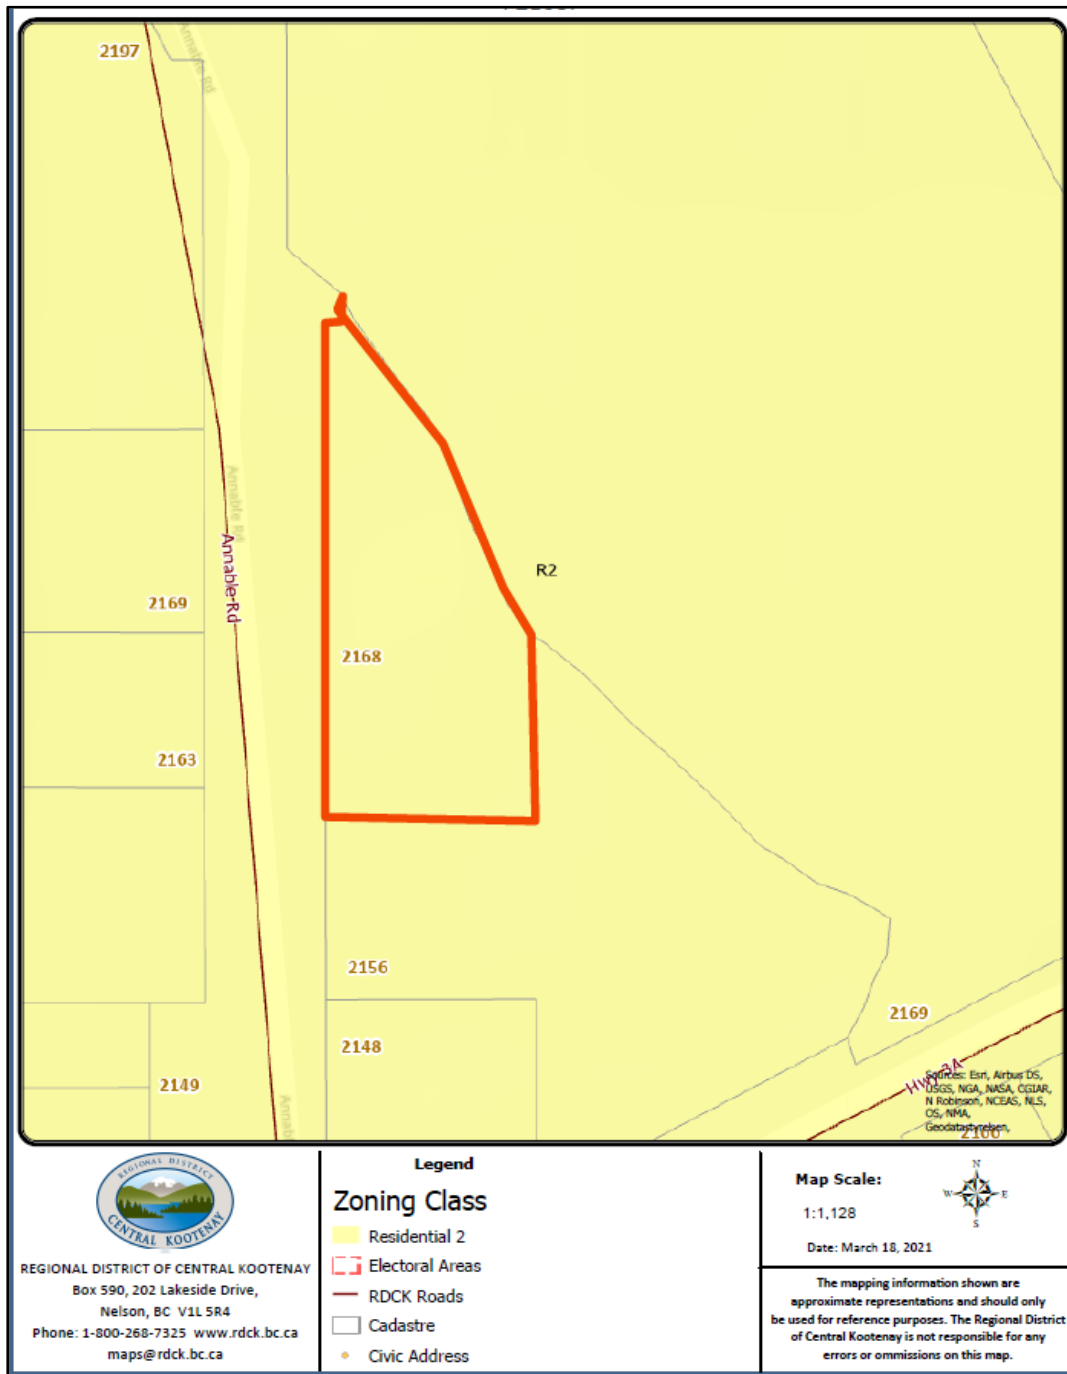 2197
Annable Rd
Annable Rd
Annable Rd
R2
2169
2168
2163
2156
2169
2148
2149
Hwy 3A
Sources: Esri, Airbus DS,
USGS, NGA, NASA, CGIAR,
N Robinson, NCEAS, NLS,
OS, NMA,
Geodatastyrelsen,
2100
REGIONAL DISTRICT
CENTRAL KOOTENAY
REGIONAL DISTRICT OF CENTRAL KOOTENAY
Box 590, 202 Lakeside Drive,
Nelson, BC V1L 5R4
Phone: 1-800-268-7325 www.rdck.bc.ca
maps@rdck.bc.ca
Legend
Zoning Class
Residential 2
Electoral Areas
RDCK Roads
Cadastre
Civic Address
Map Scale:
1:1,128
N
W
E
S
Date: March 18, 2021
The mapping information shown are
approximate representations and should only
be used for reference purposes. The Regional District
of Central Kootenay is not responsible for any
errors or ommissions on this map.